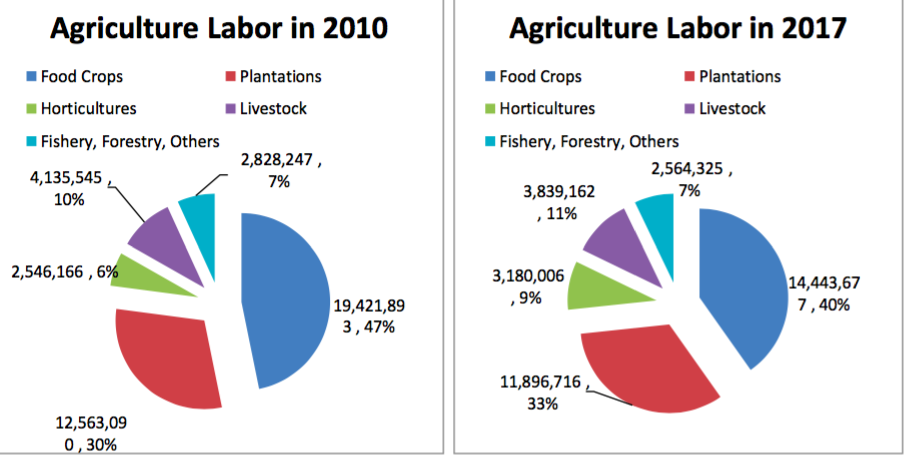 Agriculture Labor in 2010
Food Crops
Plantations
Horticultures
Livestock
Fishery, Forestry, Others
2,828,247 ,
7%
4,135,545 ,
10%
2,546,166 , 6%
19,421,89
3 , 47%
12,563,09
0 , 30%
Agriculture Labor in 2017
Food Crops
Plantations
Horticultures
Livestock
Fishery, Forestry, Others
2,564,325 ,
7%
3,839,162
, 11%
3,180,006
, 9%
14,443,67
7 , 40%
11,896,716 ,
33%